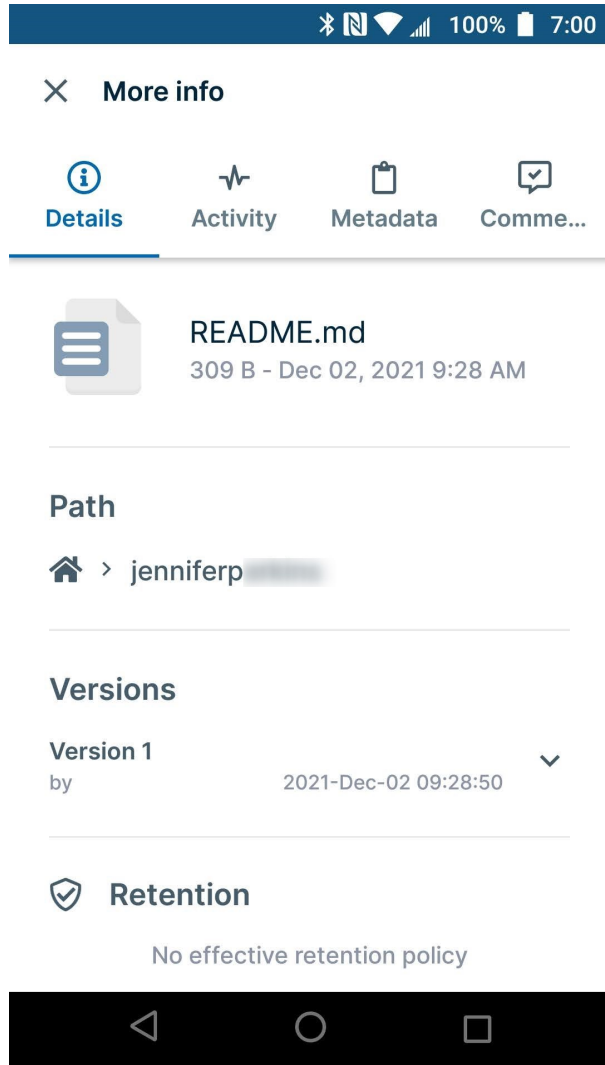 100% 7:00
More info
Details Activity Metadata Comme...
README.md
309 B - Dec 02, 2021 9:28 AM
Path
> jenniferp
Versions
Version 1
by 2021-Dec-02 09:28:50
Retention
No effective retention policy